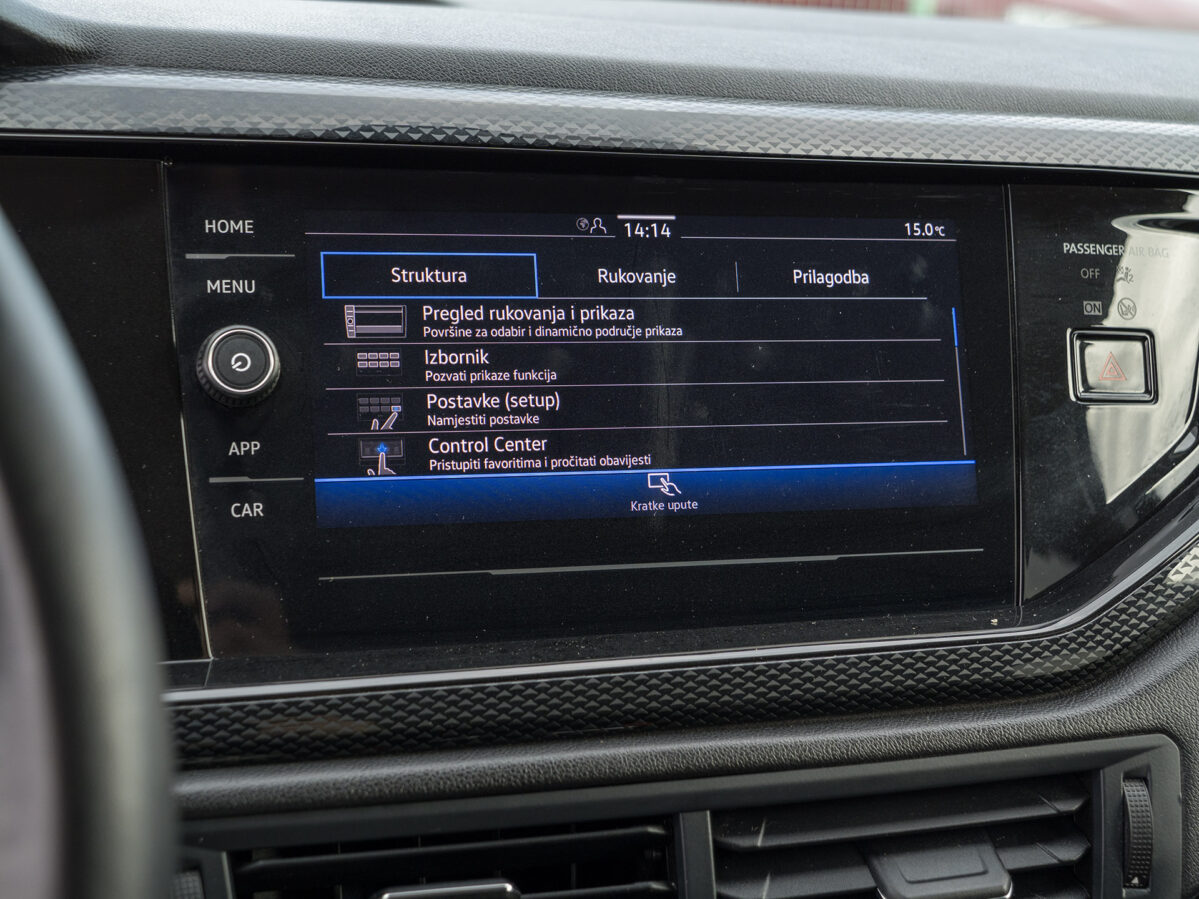 HOME
MENU
APP
CAR
14:14
15.0°C
Struktura
Rukovanje
Prilagodba
Pregled rukovanja i prikaza
Površine za odabir i dinamično područje prikaza
Izbornik
Pozvati prikaze funkcija
Postavke (setup)
Namjestiti postavke
Control Center
Pristupiti favoritima i pročitati obavijesti
Kratke upute
PASSENGER AIR BAG
OFF
ON